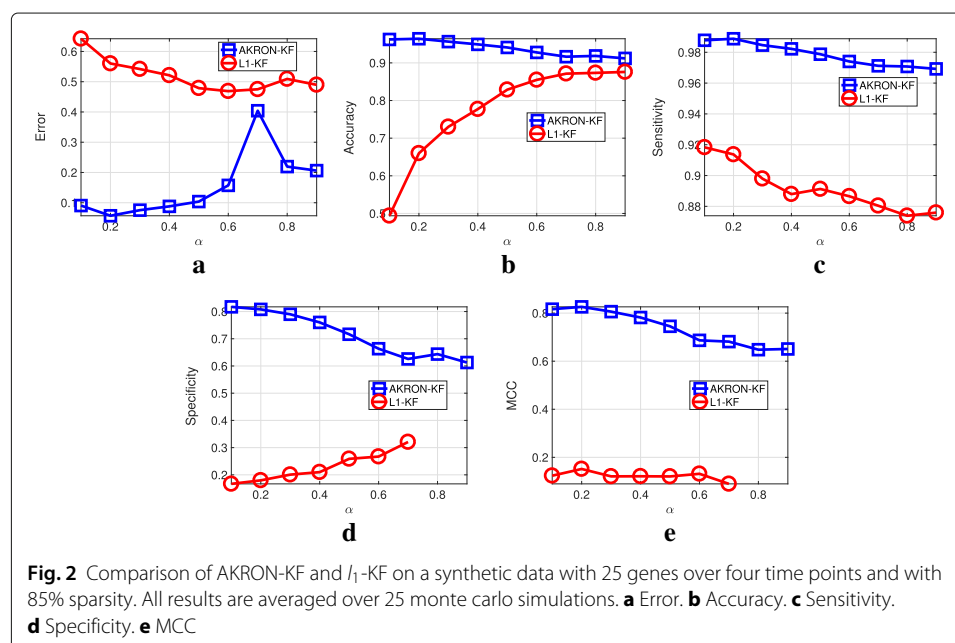 0.6
0.5
0.4
0.3
0.2
0.1
Error
AKRON-KF
L1-KF
0.2 0.4 0.6 0.8
α
a
0.9
0.8
0.7
0.6
0.5
Accuracy
AKRON-KF
L1-KF
0.2 0.4 0.6 0.8
α
b
0.98
0.96
0.92
0.9
0.88
Sensitivity
AKRON-KF
L1-KF
0.2 0.4 0.6 0.8
α
c
0.8
0.7
0.6
0.5
0.3
0.2
Specificity
AKRON-KF
L1-KF
0.2 0.4 0.6 0.8
α
d
0.8
0.6
0.4
0.2
MCC
AKRON-KF
L1-KF
0.2 0.4 0.6 0.8
α
e
Fig. 2 Comparison of AKRON-KF and l₁-KF on a synthetic data with 25 genes over four time points and with
85% sparsity. All results are averaged over 25 monte carlo simulations. a Error. b Accuracy. c Sensitivity.
d Specificity. e MCC